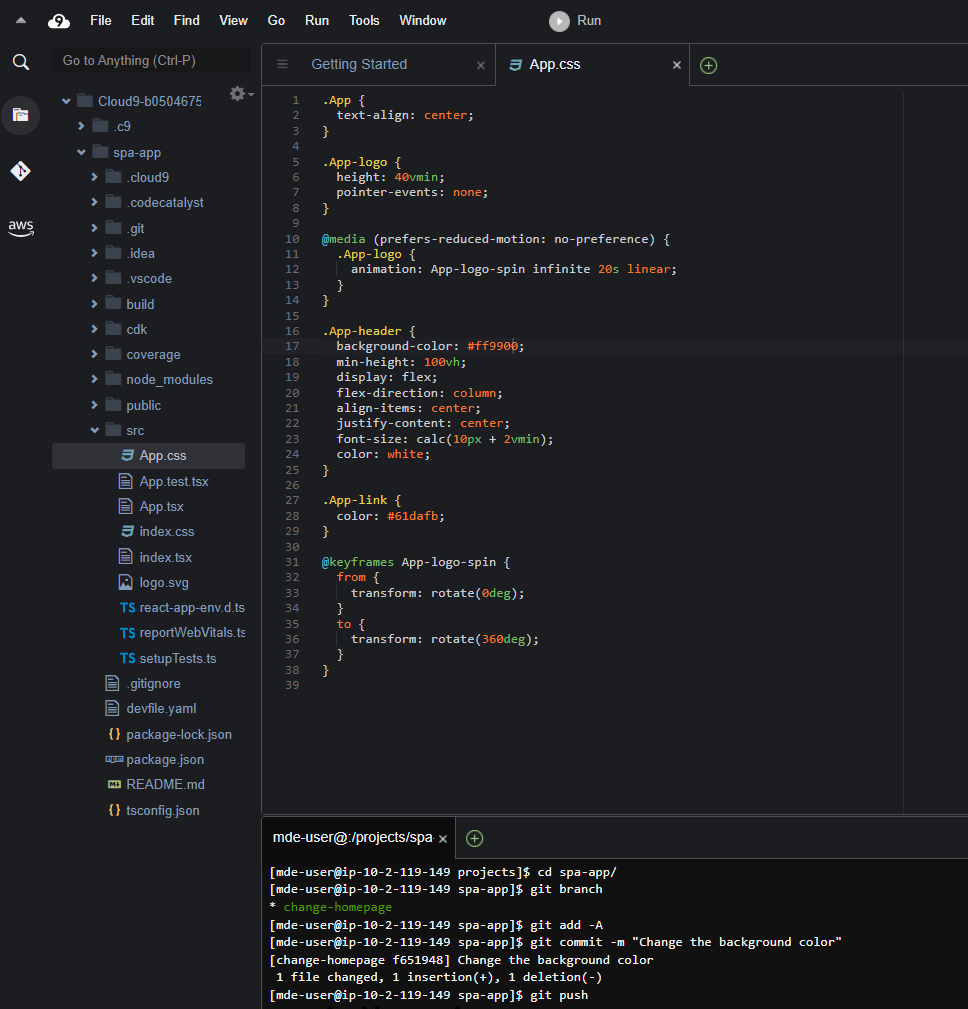 9 File Edit Find View Go Run Tools Window Run
Go to Anything (Ctrl-P)
Cloud9-b0504675
.c9
spa-app
.cloud9
.codecatalyst
.git
.idea
.vscode
build
cdk
coverage
node_modules
public
src
App.css
App.test.tsx
App.tsx
index.css
index.tsx
logo.svg
TS react-app-env.d.ts
TS reportWebVitals.ts
TS setupTests.ts
.gitignore
devfile.yaml
{} package-lock.json
package.json
README.md
{} tsconfig.json
aws
Getting Started ×
App.css ×
1 .App {
2 text-align: center;
3 }
4
5 .App-logo {
6 height: 40vmin;
7 pointer-events: none;
8 }
9
10 @media (prefers-reduced-motion: no-preference) {
11 .App-logo {
12 animation: App-logo-spin infinite 20s linear;
13 }
14 }
15
16 .App-header {
17 background-color: #ff9900;
18 min-height: 100vh;
19 display: flex;
20 flex-direction: column;
21 align-items: center;
22 justify-content: center;
23 font-size: calc(10px + 2vmin);
24 color: white;
25 }
26
27 .App-link {
28 color: #61dafb;
29 }
30
31 @keyframes App-logo-spin {
32 from {
33 transform: rotate(0deg);
34 }
35 to {
36 transform: rotate(360deg);
37 }
38 }
39
mde-user@:/projects/spa- ×
[mde-user@ip-10-2-119-149 projects]$ cd spa-app/
[mde-user@ip-10-2-119-149 spa-app]$ git branch
* change-homepage
[mde-user@ip-10-2-119-149 spa-app]$ git add -A
[mde-user@ip-10-2-119-149 spa-app]$ git commit -m "Change the background color"
[change-homepage f651948] Change the background color
1 file changed, 1 insertion(+), 1 deletion(-)
[mde-user@ip-10-2-119-149 spa-app]$ git push